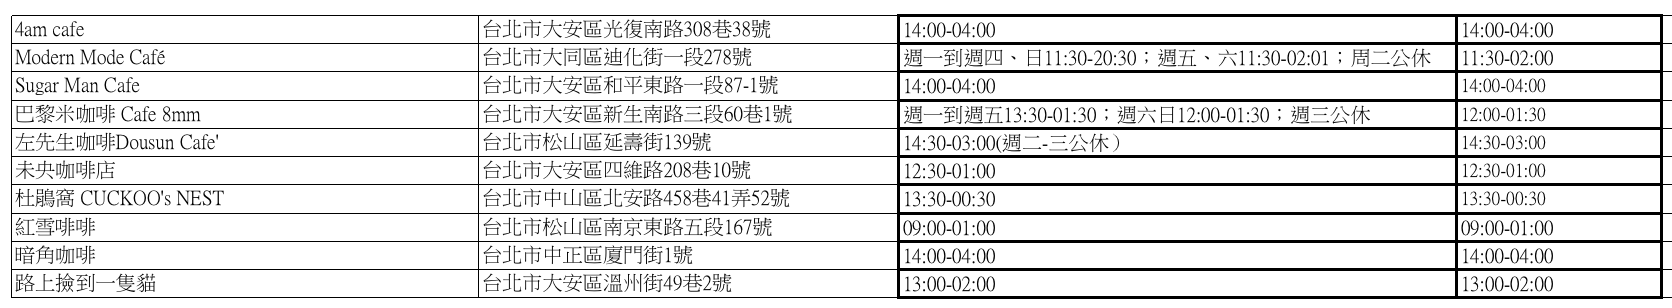 4am cafe 台北市大安區光復南路308巷38號 14:00-04:00 14:00-04:00
Modern Mode Café 台北市大同區迪化街一段278號 週一到週四、日11:30-20:30；週五、六11:30-02:01；周二公休 11:30-02:00
Sugar Man Cafe 台北市大安區和平東路一段87-1號 14:00-04:00 14:00-04:00
巴黎米咖啡 Cafe 8mm 台北市大安區新生南路三段60巷1號 週一到週五13:30-01:30；週六日12:00-01:30；週三公休 12:00-01:30
左先生咖啡Dousun Cafe' 台北市松山區延壽街139號 14:30-03:00(週二-三公休） 14:30-03:00
未央咖啡店 台北市大安區四維路208巷10號 12:30-01:00 12:30-01:00
杜鵑窩 CUCKOO's NEST 台北市中山區北安路458巷41弄52號 13:30-00:30 13:30-00:30
紅雪啡啡 台北市松山區南京東路五段167號 09:00-01:00 09:00-01:00
暗角咖啡 台北市中正區廈門街1號 14:00-04:00 14:00-04:00
路上撿到一隻貓 台北市大安區溫州街49巷2號 13:00-02:00 13:00-02:00